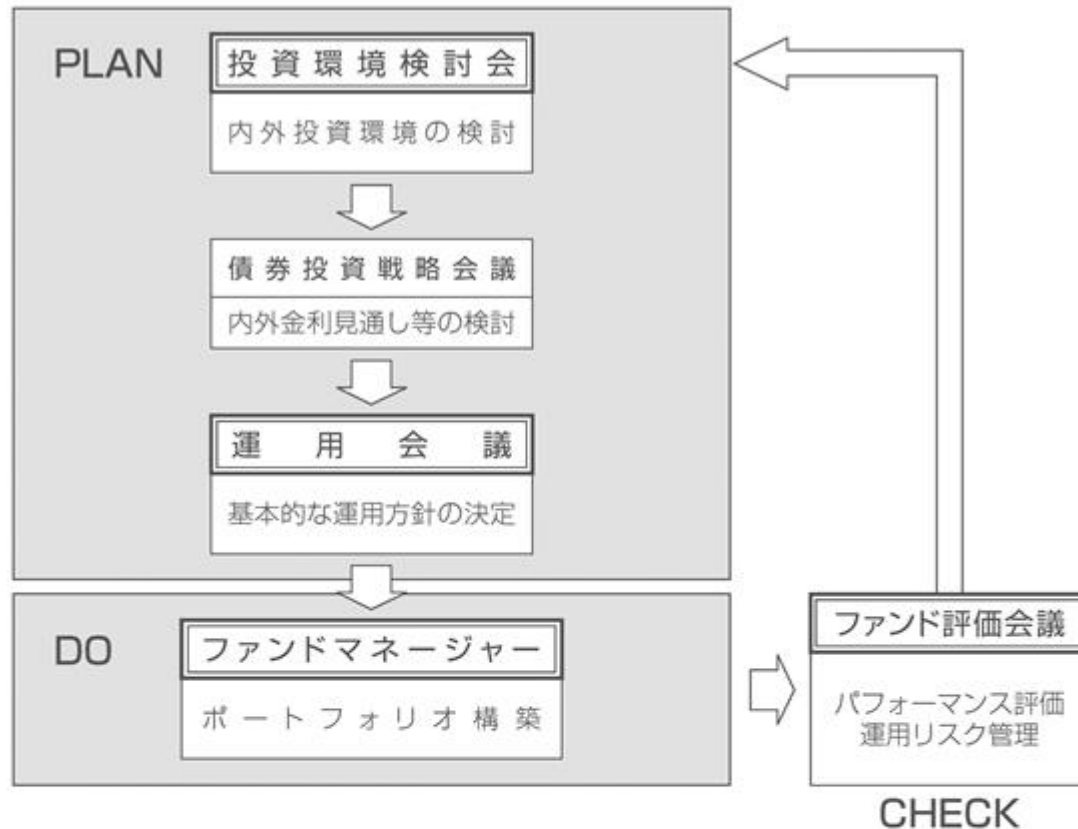 PLAN
投資環境検討会
内外投資環境の検討
債券投資戦略会議
内外金利見通し等の検討
運用会議
基本的な運用方針の決定
DO
ファンドマネージャー
ポートフォリオ構築
ファンド評価会議
パフォーマンス評価
運用リスク管理
CHECK